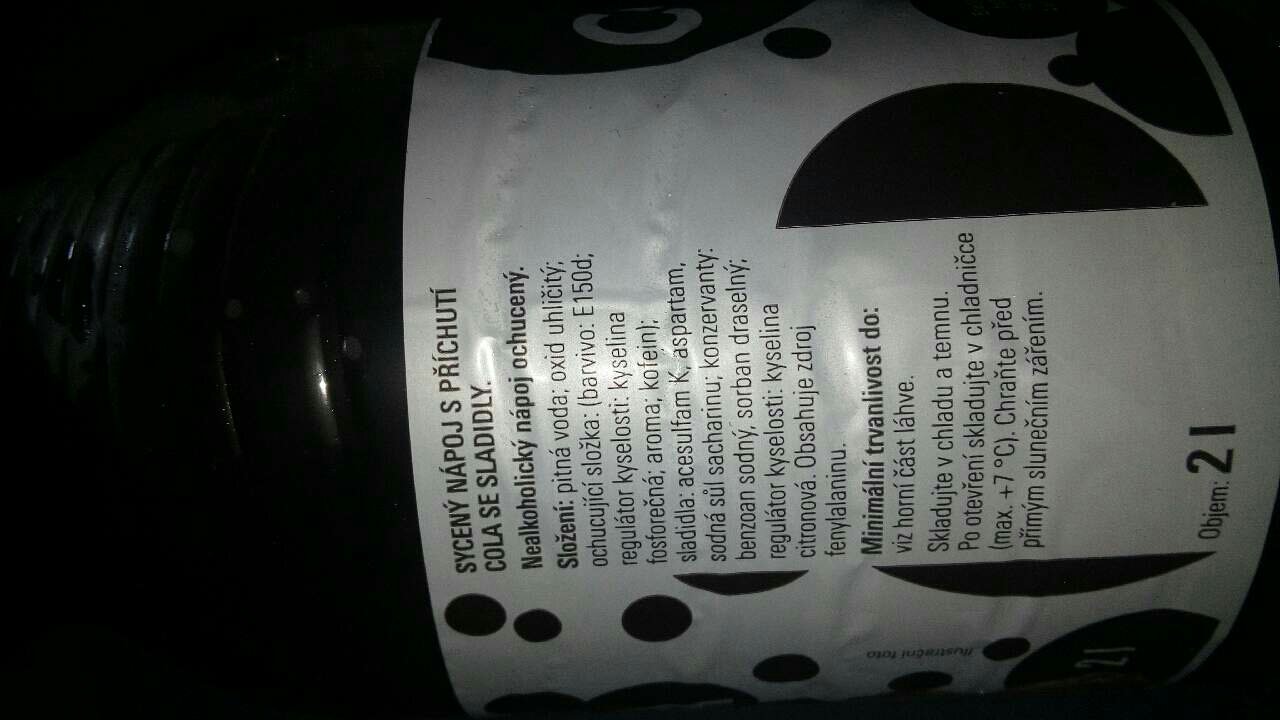 SYCENÝ NÁPOJ S PŘÍCHUTÍ
COLA SE SLADIDLY.
Nealkoholický nápoj ochucený.
Složení: pitná voda; oxid uhličitý;
ochucující složka: (barvivo: E150d;
regulátor kyselosti: kyselina
fosforečná; aroma; kofein);
sladidla: acesulfam K, aspartam,
sodná sůl sacharinu; konzervanty:
benzoan sodný, sorban draselný;
regulátor kyselosti: kyselina
citronová. Obsahuje zdroj
fenylalaninu.
Minimální trvanlivost do:
viz horní část láhve.
Skladujte v chladu a temnu.
Po otevření skladujte v chladničce
(max. +7 °C). Chraňte před
přímým slunečním zářením.
Objem: 2 l
Ilustrační foto
2 l